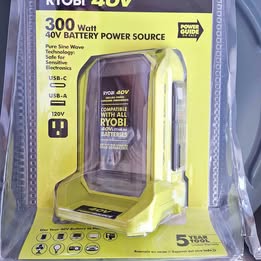 RYOBI 40V
300 Watt
40V BATTERY POWER SOURCE
POWER
GUIDE
Pure Sine Wave
Technology:
Safe for
Sensitive
Electronics
USB-C
USB-A
120V
RYOBI 40V
COMPATIBLE
WITH ALL
RYOBI
40V
BATTERIES
40V
5 YEAR
TOOL